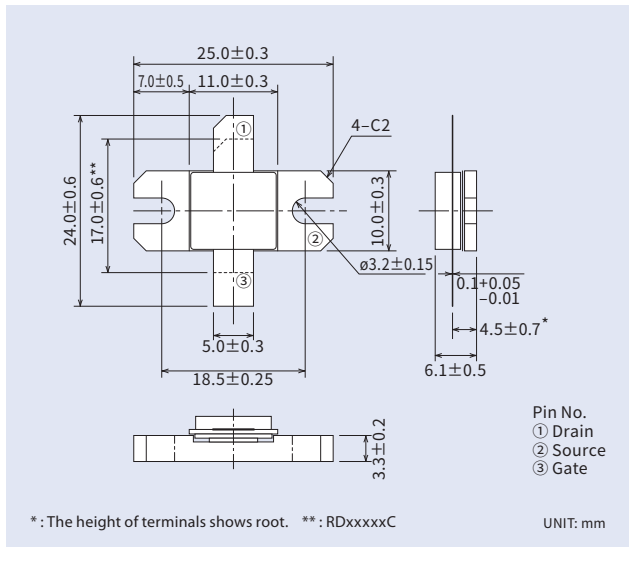 25.0±0.3
7.0±0.5 11.0±0.3
①
4–C2
24.0±0.6
17.0±0.6**
10.0±0.3
②
ø3.2±0.15
③
0.1+0.05
–0.01
5.0±0.3
4.5±0.7*
18.5±0.25
6.1±0.5
3.3±0.2
Pin No.
① Drain
② Source
③ Gate
* : The height of terminals shows root. ** : RDxxxxxC
UNIT: mm